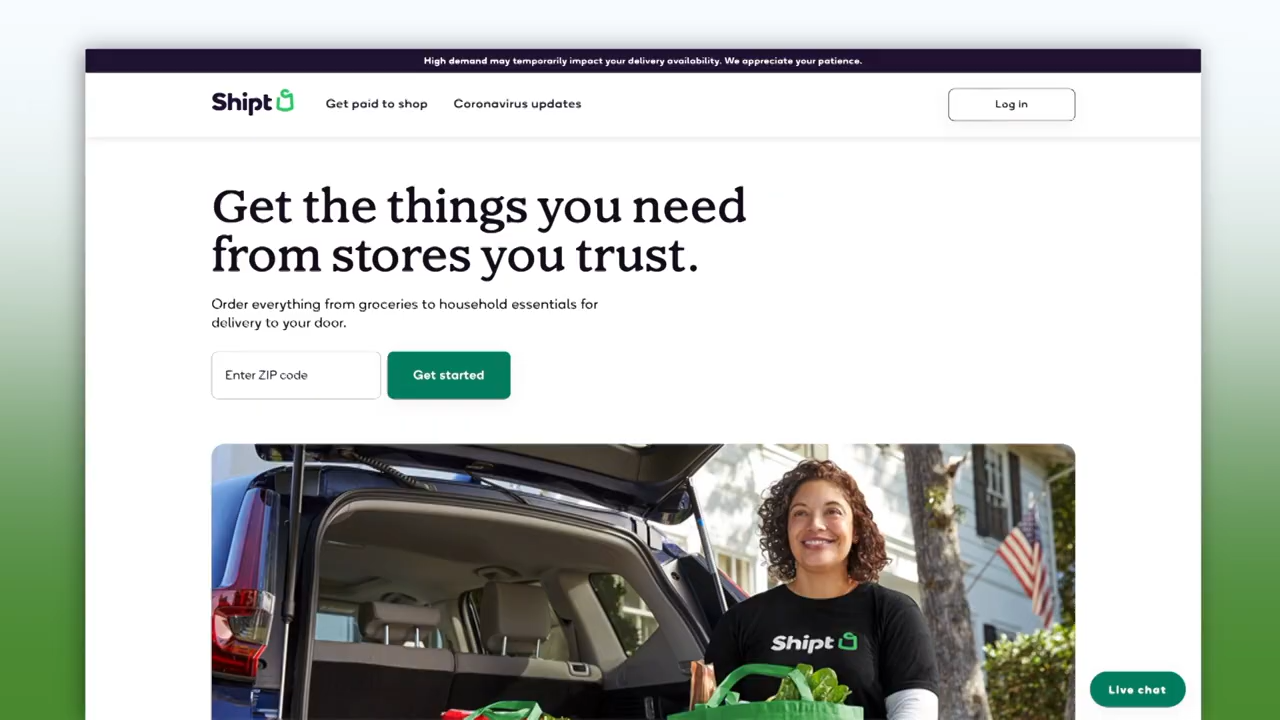 High demand may temporarily impact your delivery availability. We appreciate your patience.
Shipt
Get paid to shop
Coronavirus updates
Log in
Get the things you need
from stores you trust.
Order everything from groceries to household essentials for
delivery to your door.
Enter ZIP code
Get started
Shipt
Live chat